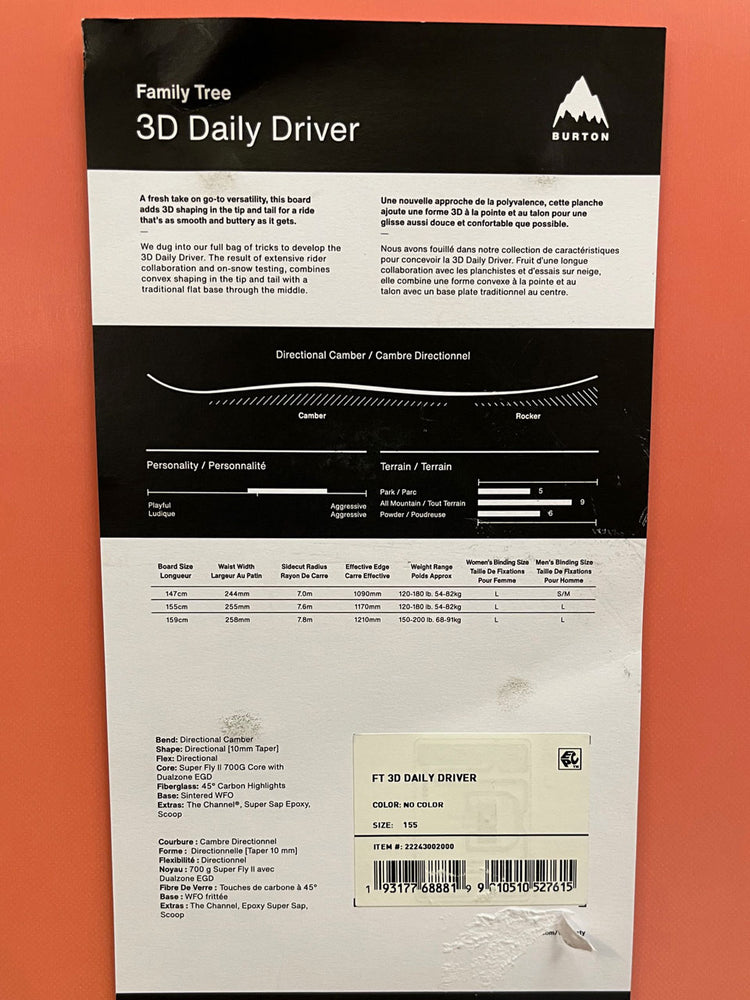 Family Tree
3D Daily Driver
BURTON
A fresh take on go-to versatility, this board
adds 3D shaping in the tip and tail for a ride
that's as smooth and buttery as it gets.
—
We dug into our full bag of tricks to develop the
3D Daily Driver. The result of extensive rider
collaboration and on-snow testing, combines
convex shaping in the tip and tail with a
traditional flat base through the middle.
Une nouvelle approche de la polyvalence, cette planche
ajoute une forme 3D à la pointe et au talon pour une
glisse aussi douce et confortable que possible.
—
Nous avons fouillé dans notre collection de caractéristiques
pour concevoir la 3D Daily Driver. Fruit d'une longue
collaboration avec les planchistes et d'essais sur neige,
elle combine une forme convexe à la pointe et au
talon avec un base plate traditionnel au centre.
Directional Camber / Cambre Directionnel
Camber Rocker
Personality / Personnalité
Playful Aggressive
Ludique Aggressive
Terrain / Terrain
Park / Parc 5
All Mountain / Tout Terrain 9
Powder / Poudreuse 6
Board Size Waist Width Sidecut Radius Effective Edge Weight Range Women's Binding Size Men's Binding Size
Longueur Largeur Au Patin Rayon De Carre Carre Effective Poids Approx Taille De Fixations Taille De Fixations
Pour Femme Pour Homme
147cm 244mm 7.0m 1090mm 120-180 lb. 54-82kg L S/M
155cm 255mm 7.6m 1170mm 120-180 lb. 54-82kg L L
159cm 258mm 7.8m 1210mm 150-200 lb. 68-91kg L L
Bend: Directional Camber
Shape: Directional [10mm Taper]
Flex: Directional
Core: Super Fly II 700G Core with
Dualzone EGD
Fiberglass: 45° Carbon Highlights
Base: Sintered WFO
Extras: The Channel®, Super Sap Epoxy,
Scoop
Courbure : Cambre Directionnel
Forme : Directionnelle [Taper 10 mm]
Flexibilité : Directionnel
Noyau : 700 g Super Fly II avec
Dualzone EGD
Fibre De Verre : Touches de carbone à 45°
Base : WFO frittée
Extras : The Channel, Epoxy Super Sap,
Scoop
FT 3D DAILY DRIVER
COLOR: NO COLOR
SIZE: 155
ITEM #: 22243002000
1 93177 68881 9 9 010510 527615